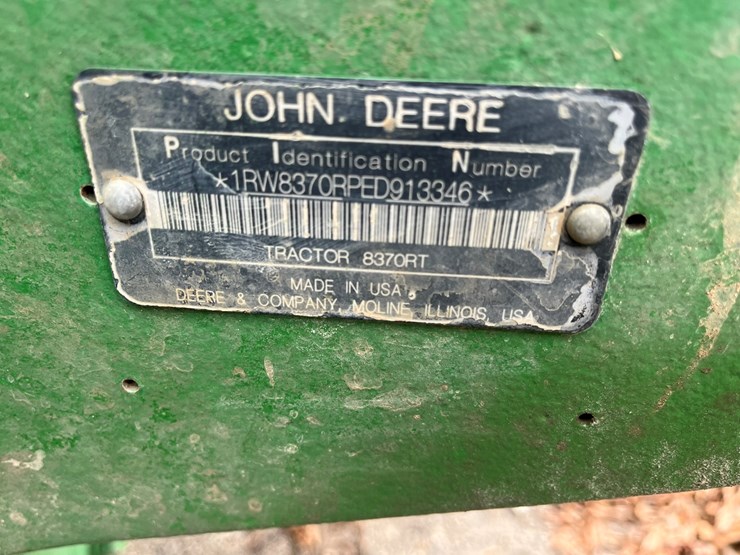 JOHN DEERE
Product Identification Number
*1RW8370RPED913346*
TRACTOR 8370RT
MADE IN USA
DEERE & COMPANY, MOLINE, ILLINOIS, USA